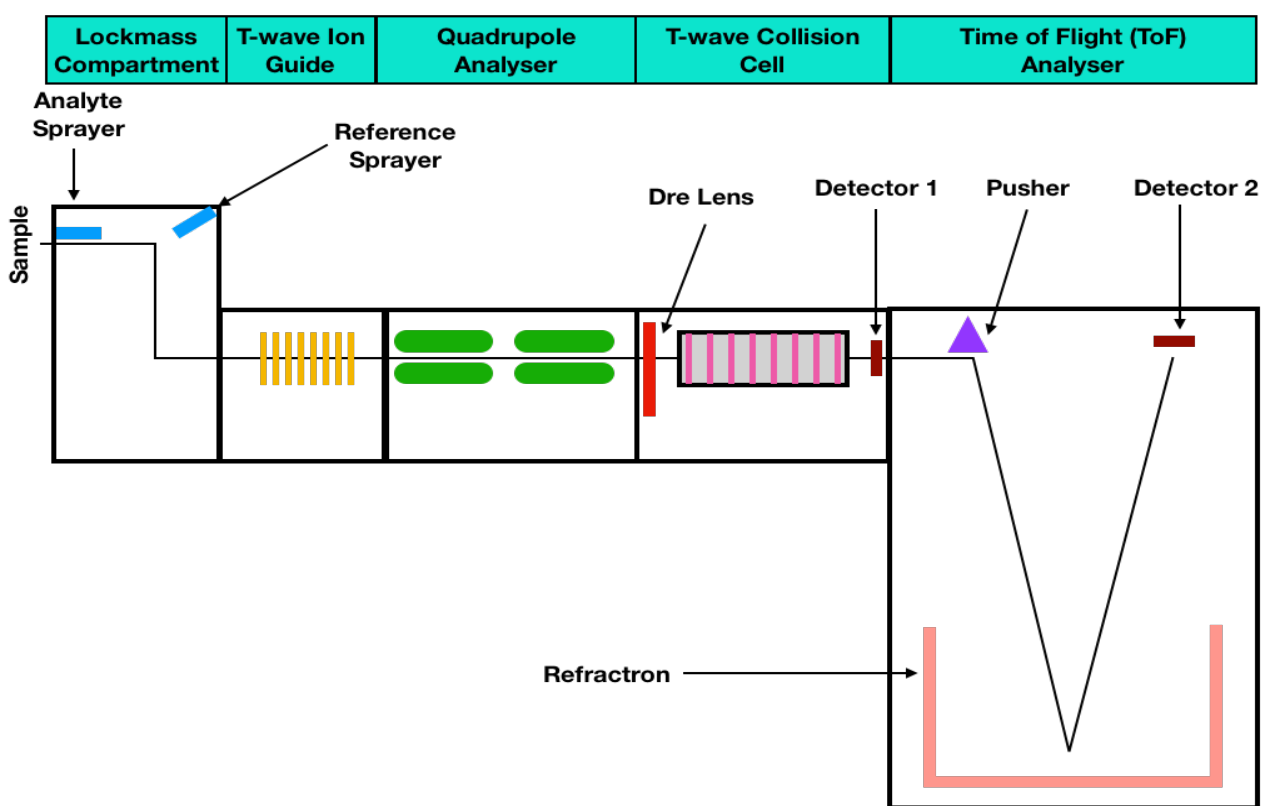 Lockmass
Compartment
T-wave Ion
Guide
Quadrupole
Analyser
T-wave Collision
Cell
Time of Flight (ToF)
Analyser
Analyte
Sprayer
Reference
Sprayer
Sample
Dre Lens
Detector 1
Pusher
Detector 2
Refractron